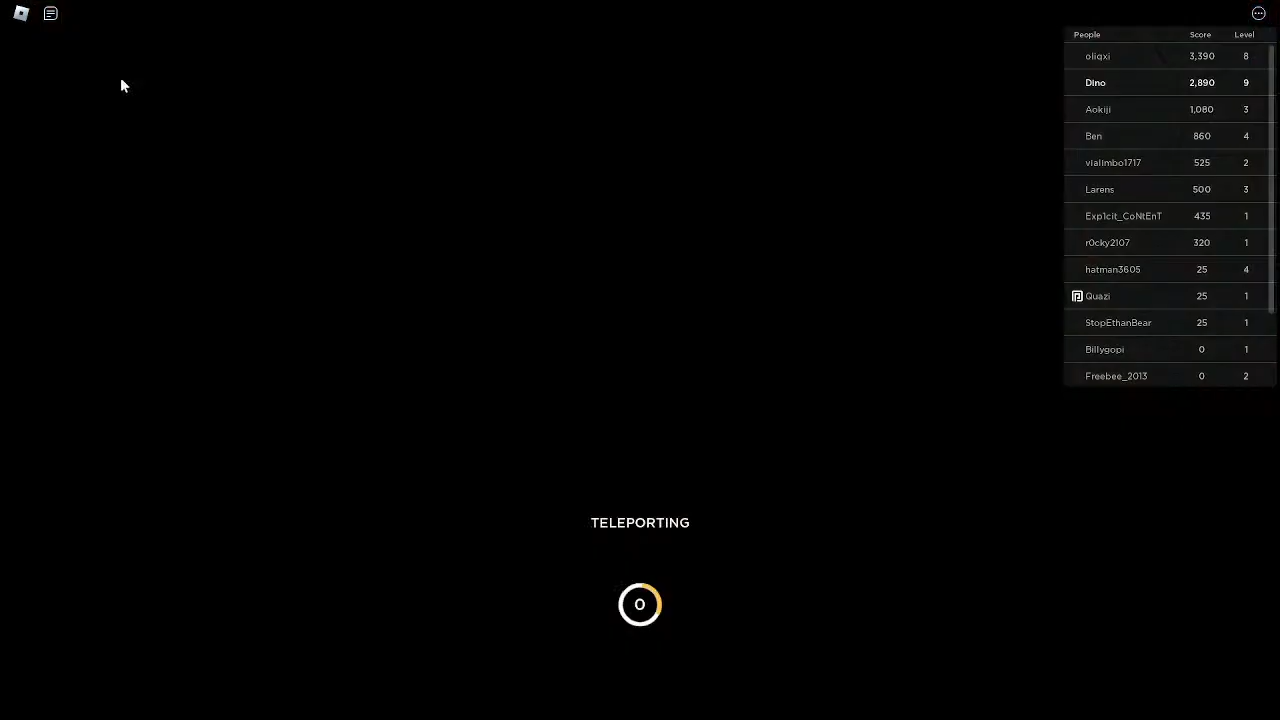 People Score Level
oliqxi 3,390 8
Dino 2,890 9
Aokiji 1,080 3
Ben 860 4
vialimbo1717 525 2
Larens 500 3
Exp1cit_CoNtEnT 435 1
r0cky2107 320 1
hatman3605 25 4
Quazi 25 1
StopEthanBear 25 1
Billygopi 0 1
Freebee_2013 0 2
TELEPORTING
0